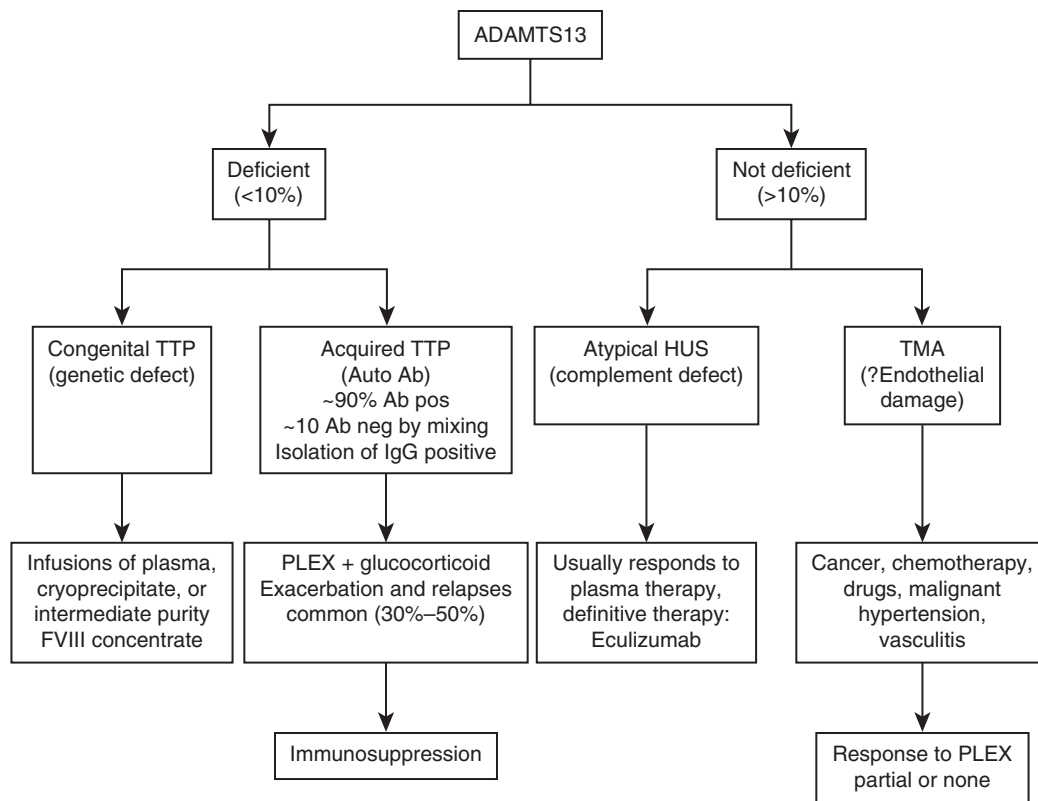 ADAMTS13
Deficient
(<10%)
Not deficient
(>10%)
Congenital TTP
(genetic defect)
Acquired TTP
(Auto Ab)
~90% Ab pos
~10 Ab neg by mixing
Isolation of IgG positive
Atypical HUS
(complement defect)
TMA
(?Endothelial
damage)
Infusions of plasma,
cryoprecipitate, or
intermediate purity
FVIII concentrate
PLEX + glucocorticoid
Exacerbation and relapses
common (30%–50%)
Usually responds to
plasma therapy,
definitive therapy:
Eculizumab
Cancer, chemotherapy,
drugs, malignant
hypertension,
vasculitis
Immunosuppression
Response to PLEX
partial or none